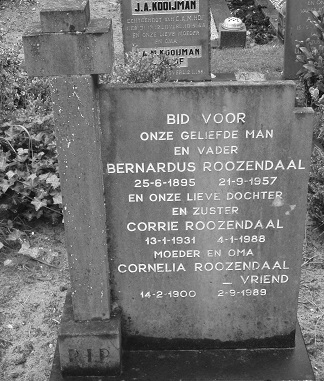 J.A. KOOIJMAN
A.M. KOOIJMAN
BID VOOR
ONZE GELIEFDE MAN
EN VADER
BERNARDUS ROOZENDAAL
25-6-1895 21-9-1957
EN ONZE LIEVE DOCHTER
EN ZUSTER
CORRIE ROOZENDAAL
13-1-1931 4-1-1988
MOEDER EN OMA
CORNELIA ROOZENDAAL
_ VRIEND
14-2-1900 2-9-1989
R.I.P.